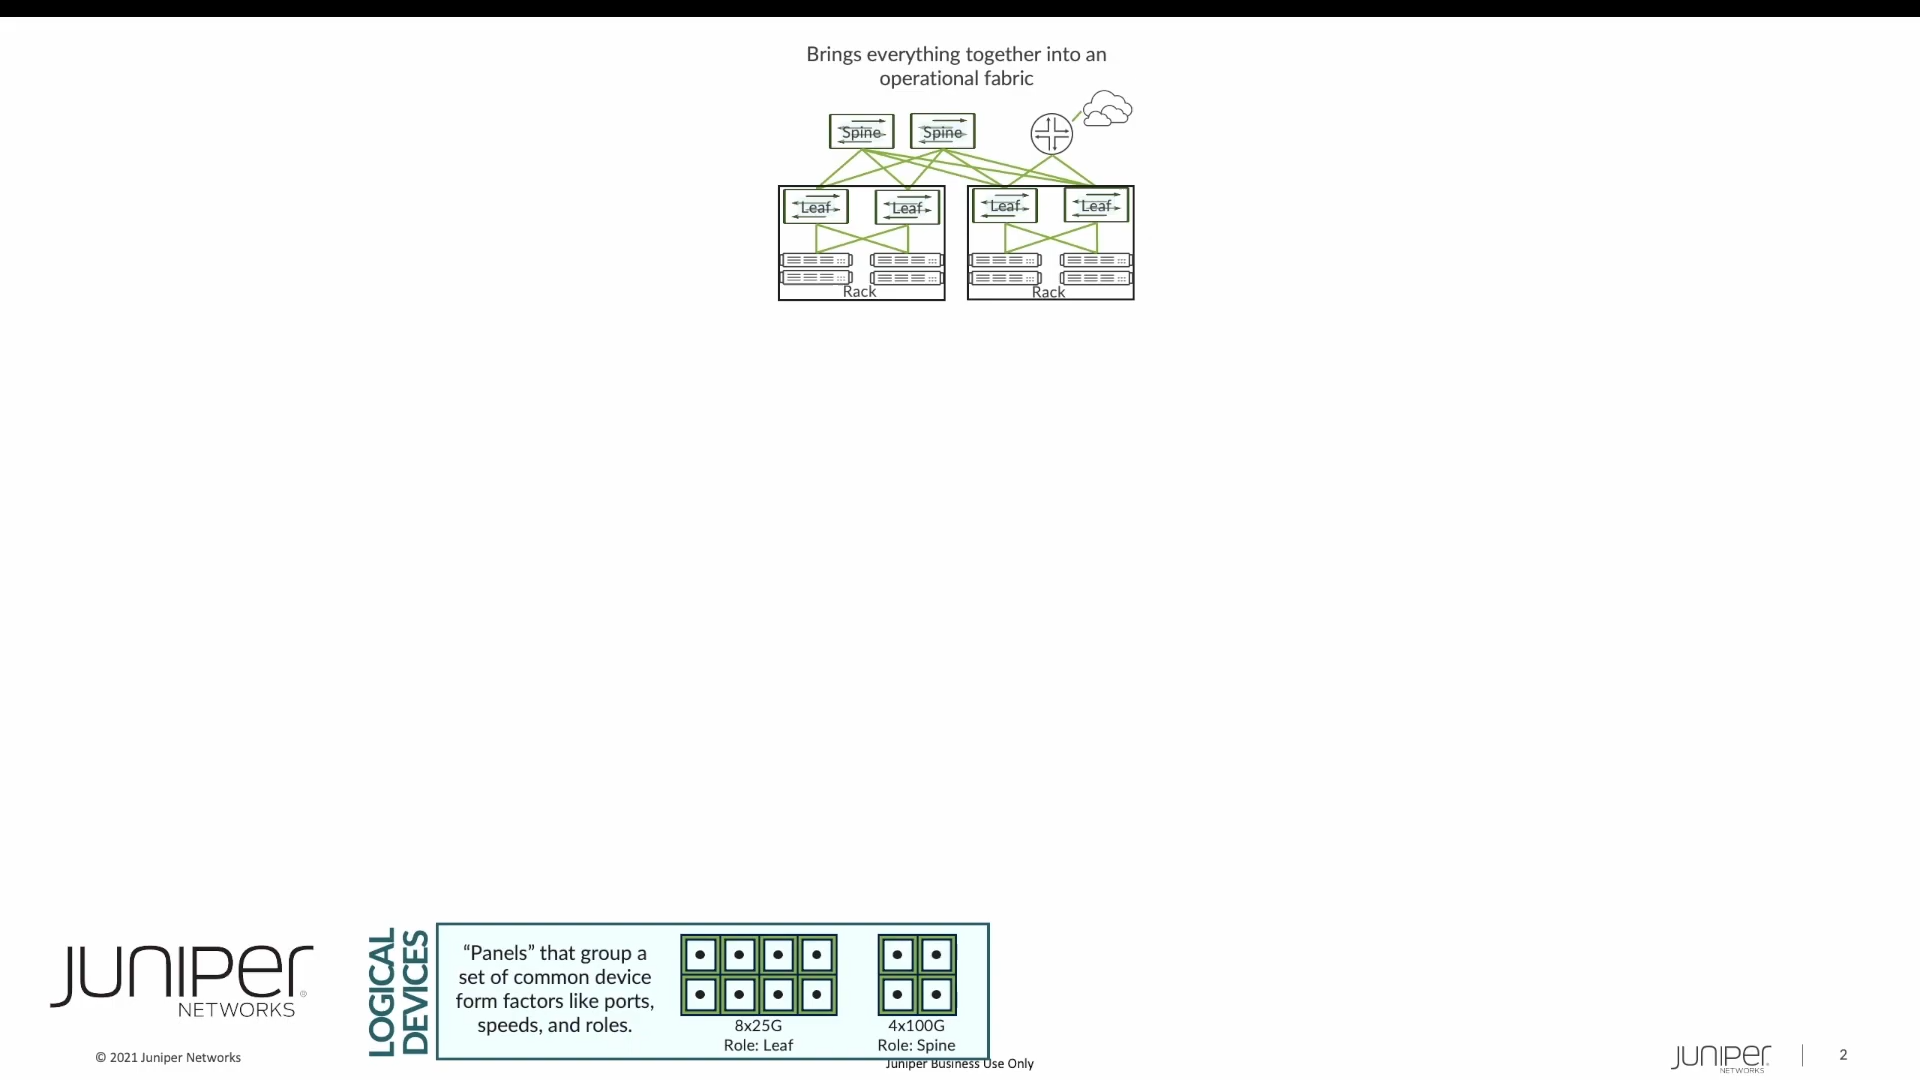 Brings everything together into an
operational fabric
Spine
Spine
Leaf
Leaf
Leaf
Leaf
Rack
Rack
LOGICAL
DEVICES
“Panels” that group a
set of common device
form factors like ports,
speeds, and roles.
8x25G
Role: Leaf
4x100G
Role: Spine
JUNIPER
NETWORKS
© 2021 Juniper Networks
Juniper Business Use Only
JUNIPER
NETWORKS
2